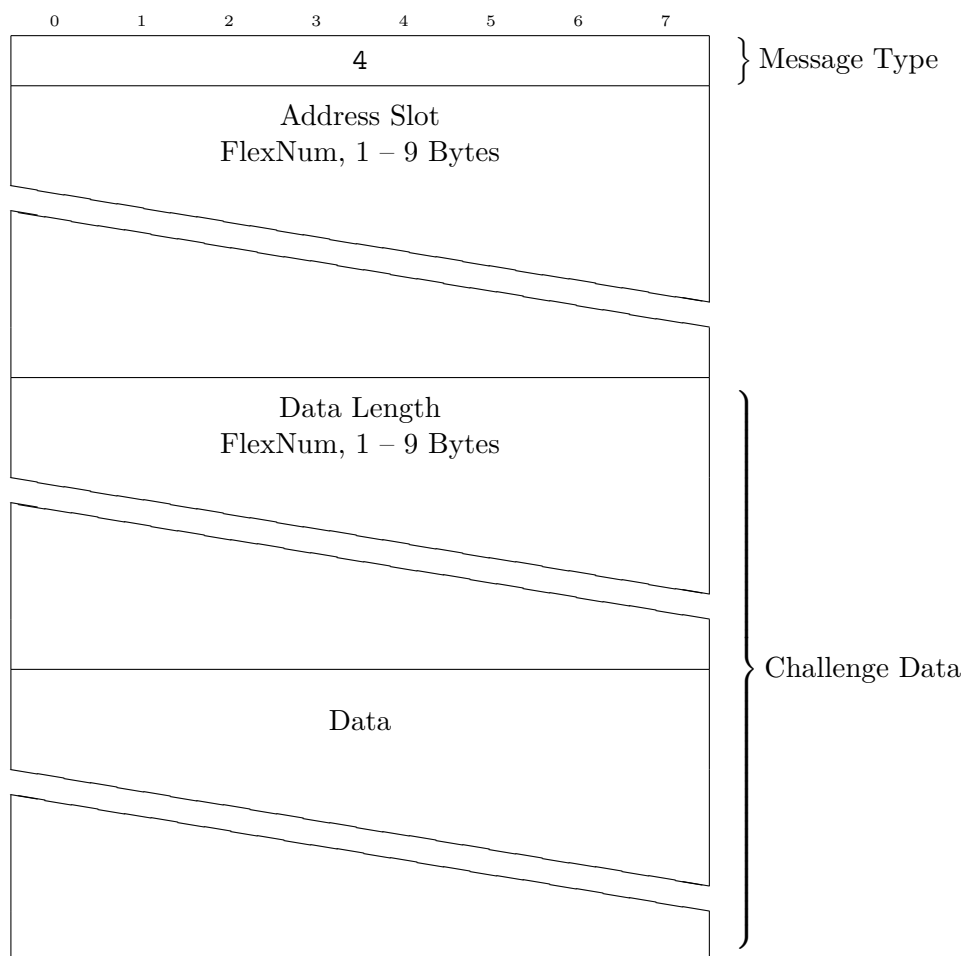 0 1 2 3 4 5 6 7
4
Message Type
Address Slot
FlexNum, 1 – 9 Bytes
Data Length
FlexNum, 1 – 9 Bytes
Challenge Data
Data